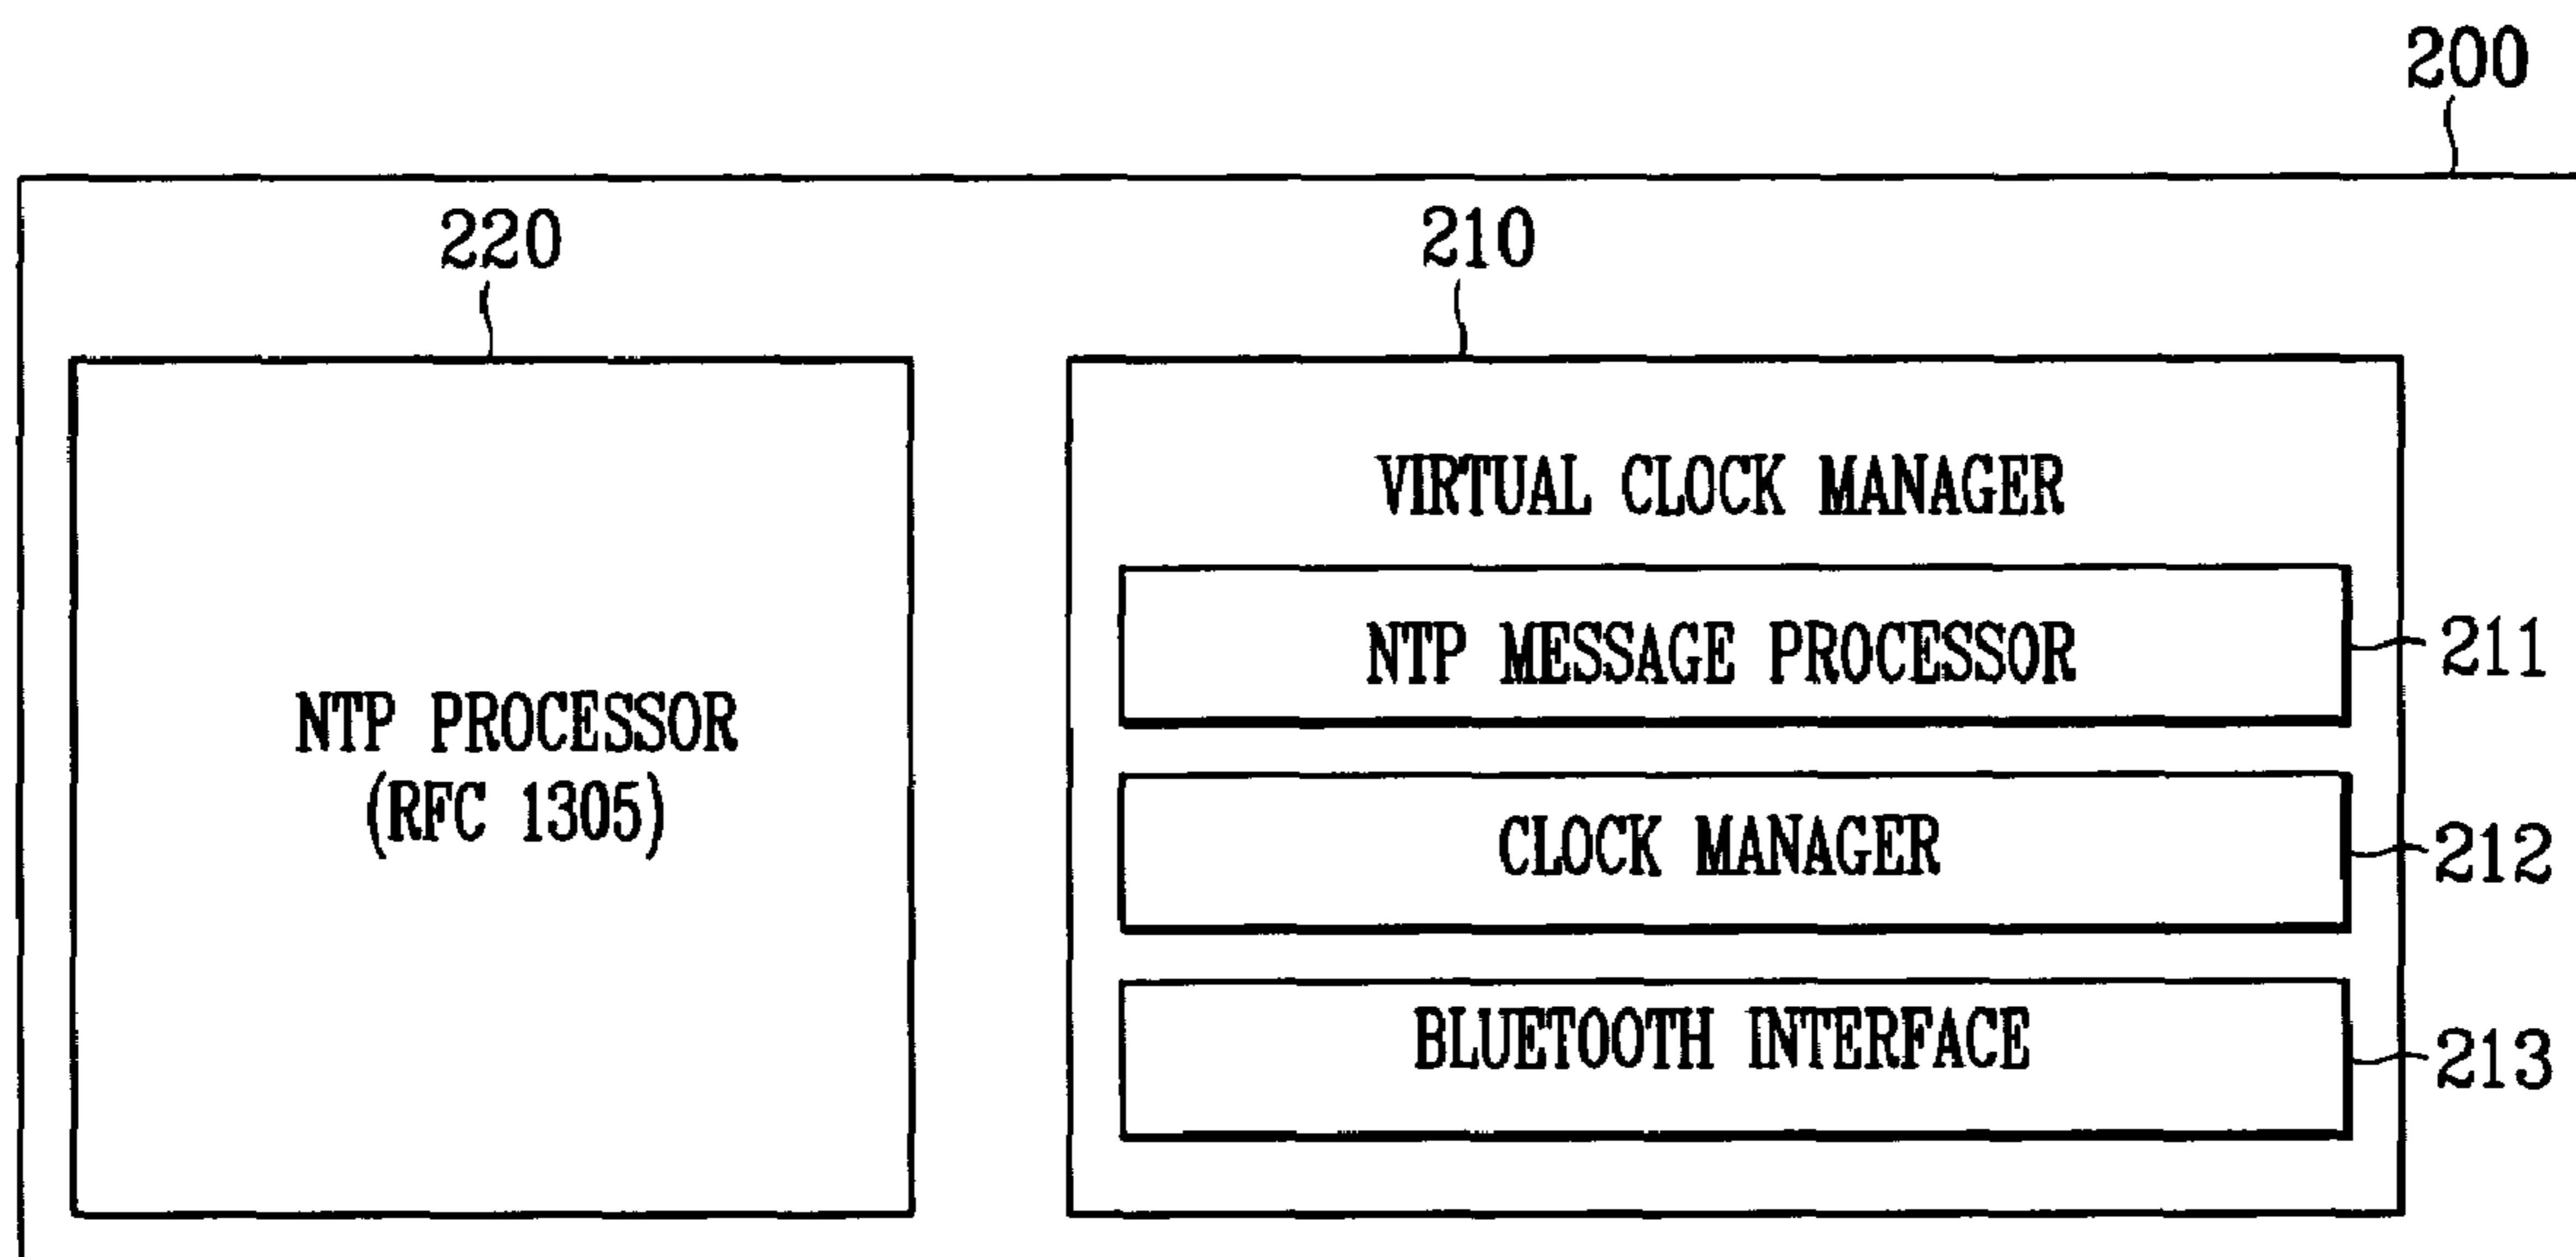 200
220
210
VIRTUAL CLOCK MANAGER
NTP MESSAGE PROCESSOR
211
NTP PROCESSOR
(RFC 1305)
CLOCK MANAGER
212
BLUETOOTH INTERFACE
213